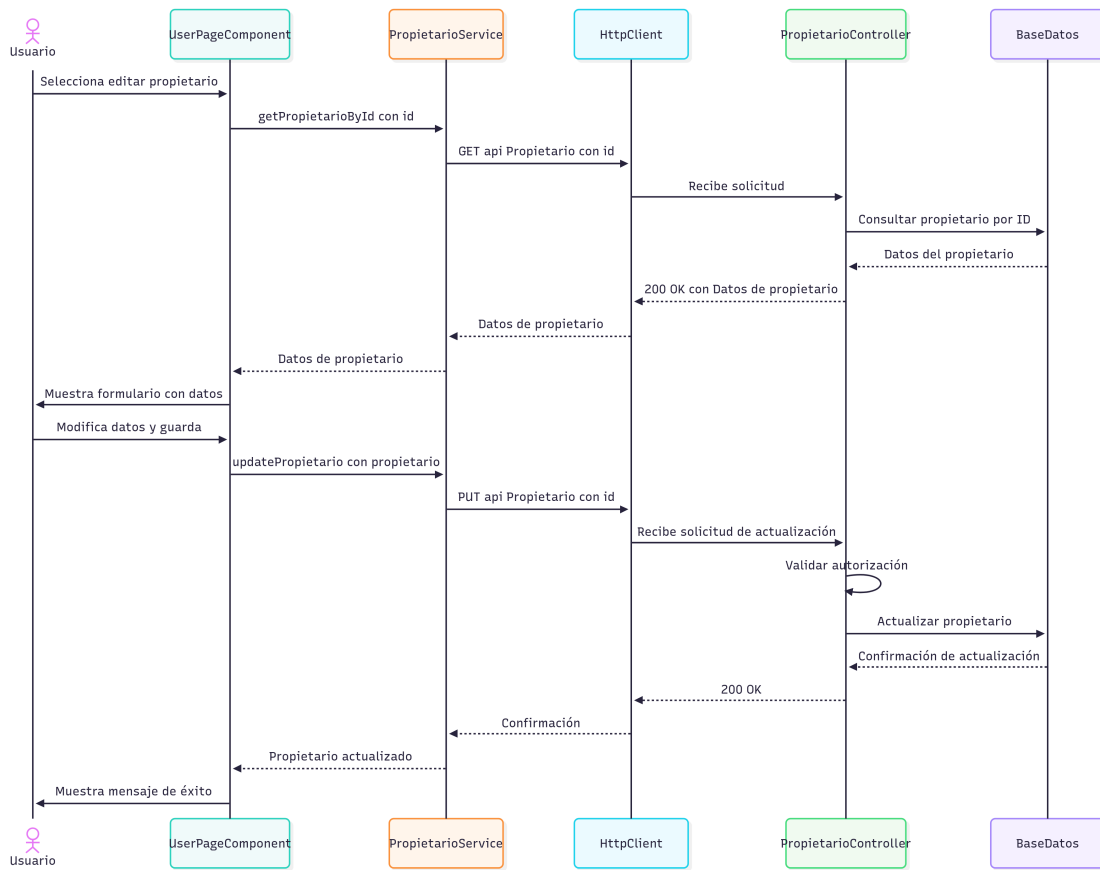 Usuario
UserPageComponent
PropietarioService
HttpClient
PropietarioController
BaseDatos
Selecciona editar propietario
getPropietarioById con id
GET api Propietario con id
Recibe solicitud
Consultar propietario por ID
Datos del propietario
200 OK con Datos de propietario
Datos de propietario
Datos de propietario
Muestra formulario con datos
Modifica datos y guarda
updatePropietario con propietario
PUT api Propietario con id
Recibe solicitud de actualización
Validar autorización
Actualizar propietario
Confirmación de actualización
200 OK
Confirmación
Propietario actualizado
Muestra mensaje de éxito
Usuario
UserPageComponent
PropietarioService
HttpClient
PropietarioController
BaseDatos